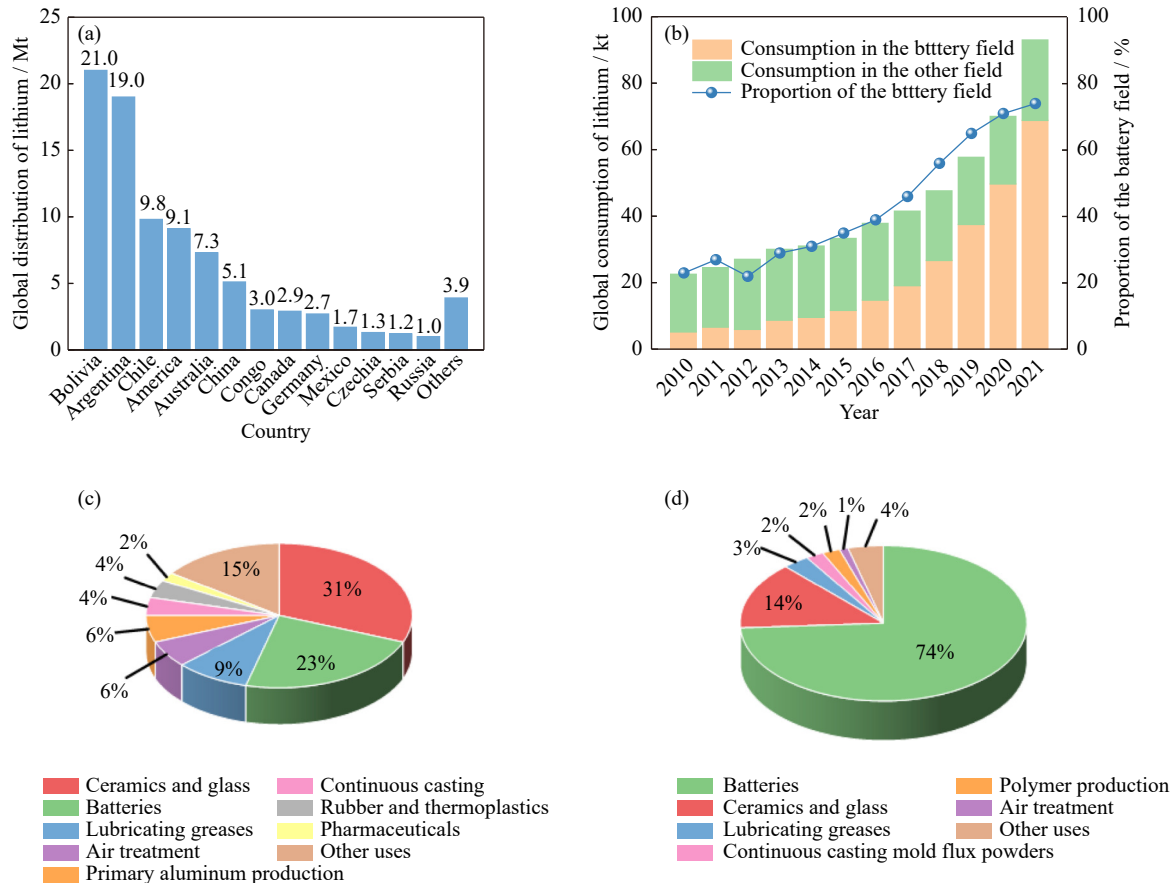 (a)
Global distribution of lithium / Mt
25
20
15
10
5
0
21.0
19.0
9.8
9.1
7.3
5.1
3.0
2.9
2.7
1.7
1.3
1.2
1.0
3.9
Bolivia
Argentina
Chile
America
Australia
China
Congo
Canada
Germany
Mexico
Czechia
Serbia
Russia
Others
Country
(b)
Consumption in the btttery field
Consumption in the other field
Proportion of the btttery field
Global consumption of lithium / kt
100
80
60
40
20
0
Proportion of the battery field / %
100
80
60
40
20
0
2010
2011
2012
2013
2014
2015
2016
2017
2018
2019
2020
2021
Year
(c)
2%
4%
4%
6%
6%
9%
15%
31%
23%
Ceramics and glass
Batteries
Lubricating greases
Air treatment
Primary aluminum production
Continuous casting
Rubber and thermoplastics
Pharmaceuticals
Other uses
(d)
3%
2%
2%
1%
4%
14%
74%
Batteries
Ceramics and glass
Lubricating greases
Continuous casting mold flux powders
Polymer production
Air treatment
Other uses